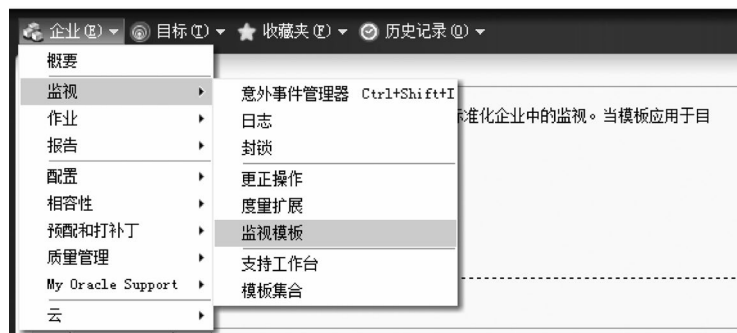 企业(E) 目标(T) 收藏夹(F) 历史记录(O)
概要
监视
作业
报告
配置
相容性
预配和打补丁
质量管理
My Oracle Support
云
意外事件管理器 Ctrl+Shift+I
日志
封锁
更正操作
度量扩展
监视模板
支持工作台
模板集合
准化企业中的监视。当模板应用于目